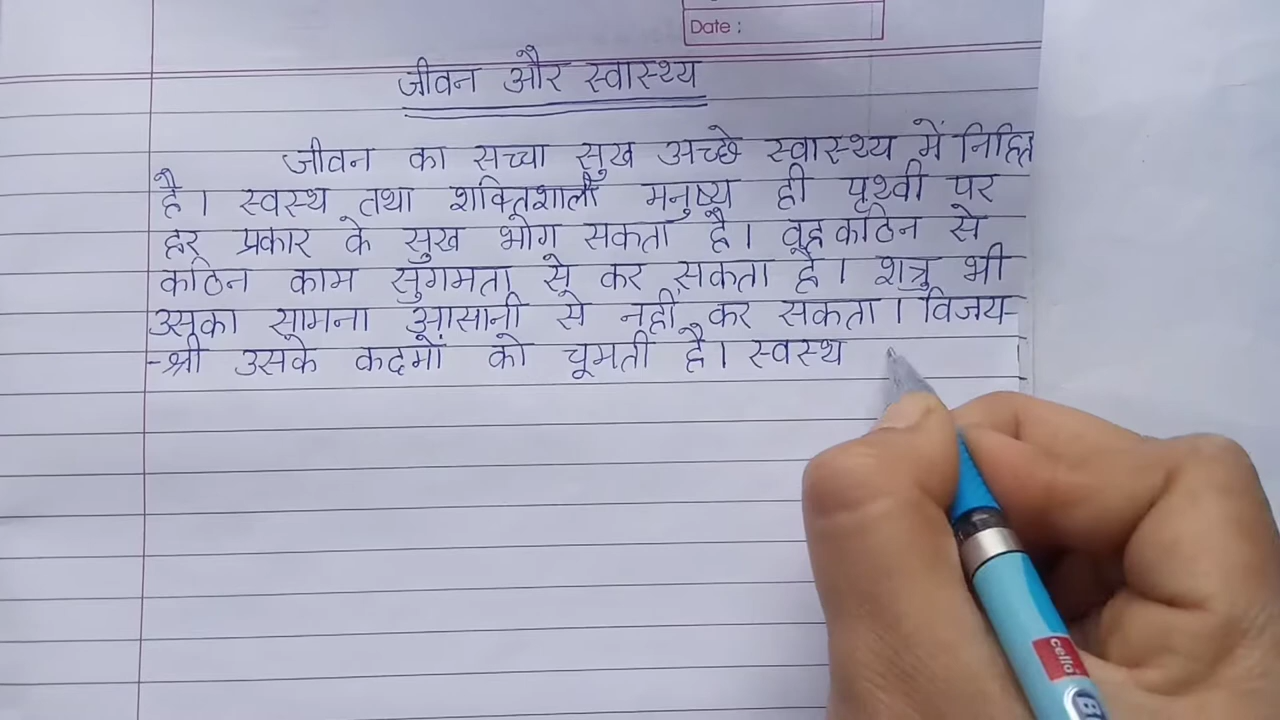 Date :
जीवन और स्वास्थ्य
जीवन का सच्चा सुख अच्छे स्वास्थ्य में निहित
है। स्वस्थ तथा शक्तिशाली मनुष्य ही पृथ्वी पर
हर प्रकार के सुख भोग सकता है। वह कठिन से
कठिन काम सुगमता से कर सकता है। शत्रु भी
उसका सामना आसानी से नहीं कर सकता। विजय-
-श्री उसके कदमों को चूमती है। स्वस्थ
cello